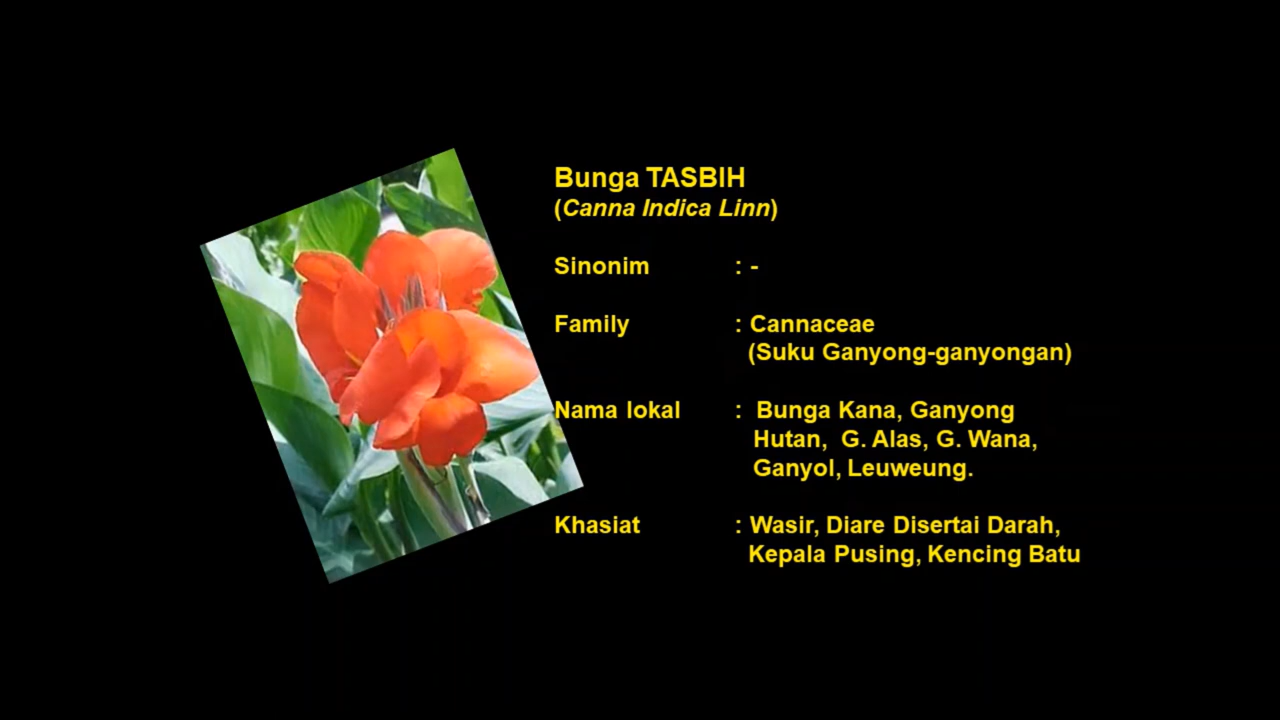 Bunga TASBIH
(Canna Indica Linn)
Sinonim : -
Family : Cannaceae
(Suku Ganyong-ganyongan)
Nama lokal : Bunga Kana, Ganyong
Hutan, G. Alas, G. Wana,
Ganyol, Leuweung.
Khasiat : Wasir, Diare Disertai Darah,
Kepala Pusing, Kencing Batu